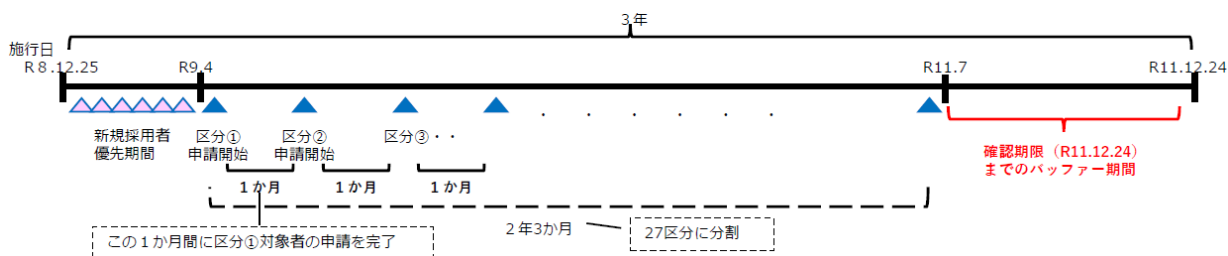 3年
施行日
R8.12.25
R9.4
R11.7
R11.12.24
新規採用者
優先期間
区分①
申請開始
区分②
申請開始
区分③・・
・・・・・・
確認期限（R11.12.24）
までのバッファー期間
1か月
1か月
1か月
この1か月間に区分①対象者の申請を完了
2年3か月
27区分に分割